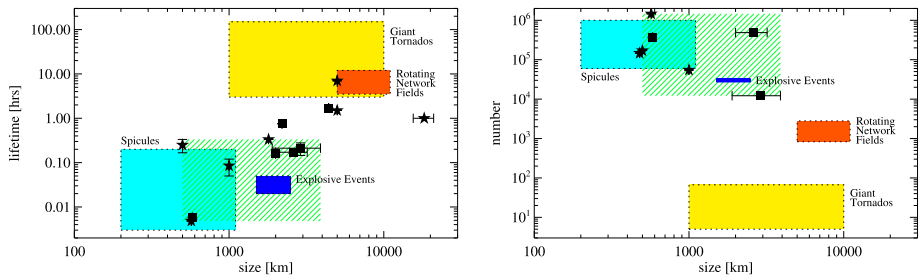 100.00
10.00
1.00
0.10
0.01
lifetime [hrs]
Giant
Tornados
Rotating
Network
Fields
Spicules
Explosive Events
100
1000
10000
size [km]
10^6
10^5
10^4
10^3
10^2
10^1
number
Spicules
Explosive Events
Rotating
Network
Fields
Giant
Tornados
100
1000
10000
size [km]